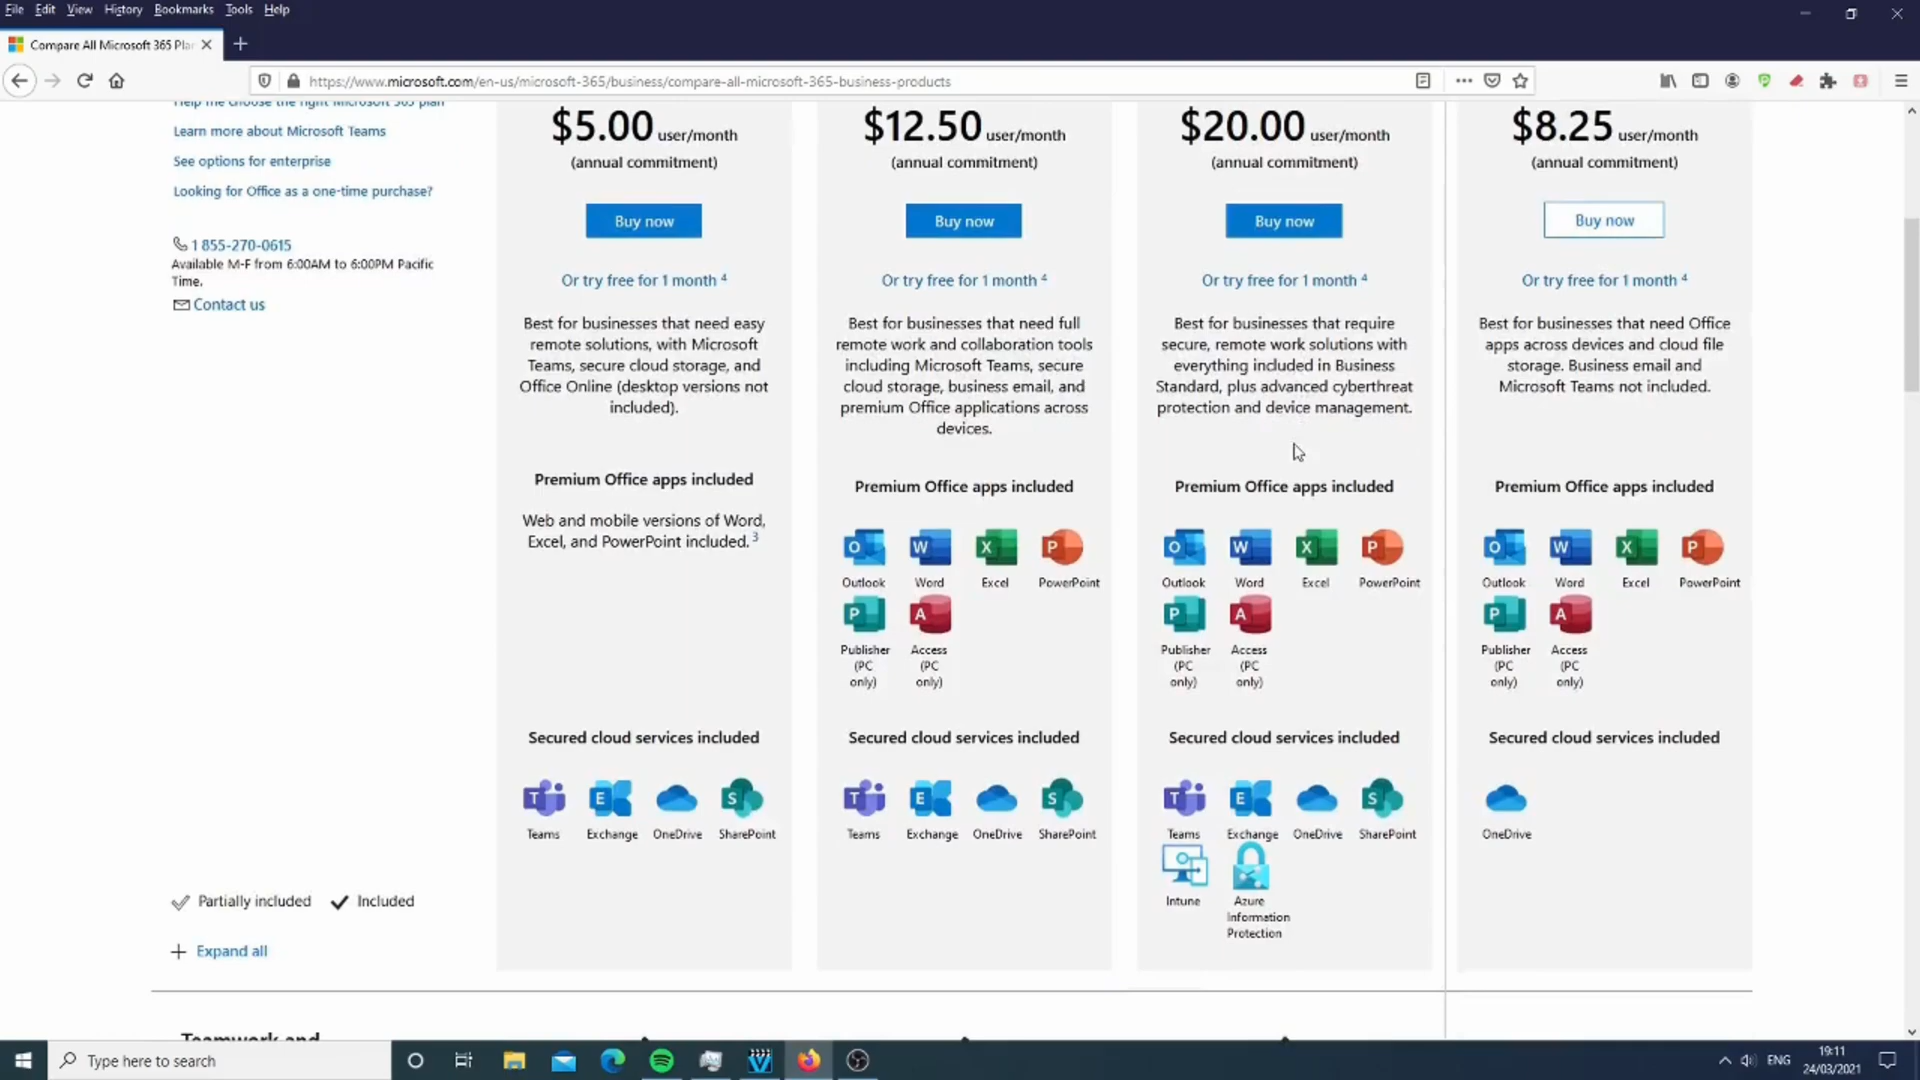 File Edit View History Bookmarks Tools Help
Compare All Microsoft 365 Pla
https://www.microsoft.com/en-us/microsoft-365/business/compare-all-microsoft-365-business-products
Help me choose the right Microsoft 365 plan
Learn more about Microsoft Teams
See options for enterprise
Looking for Office as a one-time purchase?
1 855-270-0615
Available M-F from 6:00AM to 6:00PM Pacific
Time.
Contact us
Partially included Included
Expand all
$5.00 user/month
(annual commitment)
Buy now
Or try free for 1 month 4
Best for businesses that need easy
remote solutions, with Microsoft
Teams, secure cloud storage, and
Office Online (desktop versions not
included).
Premium Office apps included
Web and mobile versions of Word,
Excel, and PowerPoint included. 3
Secured cloud services included
Teams Exchange OneDrive SharePoint
$12.50 user/month
(annual commitment)
Buy now
Or try free for 1 month 4
Best for businesses that need full
remote work and collaboration tools
including Microsoft Teams, secure
cloud storage, business email, and
premium Office applications across
devices.
Premium Office apps included
Outlook Word Excel PowerPoint
Publisher (PC only) Access (PC only)
Secured cloud services included
Teams Exchange OneDrive SharePoint
$20.00 user/month
(annual commitment)
Buy now
Or try free for 1 month 4
Best for businesses that require
secure, remote work solutions with
everything included in Business
Standard, plus advanced cyberthreat
protection and device management.
Premium Office apps included
Outlook Word Excel PowerPoint
Publisher (PC only) Access (PC only)
Secured cloud services included
Teams Exchange OneDrive SharePoint
Intune Azure Information Protection
$8.25 user/month
(annual commitment)
Buy now
Or try free for 1 month 4
Best for businesses that need Office
apps across devices and cloud file
storage. Business email and
Microsoft Teams not included.
Premium Office apps included
Outlook Word Excel PowerPoint
Publisher (PC only) Access (PC only)
Secured cloud services included
OneDrive
Teamwork and
Type here to search
ENG
19:11
24/03/2021